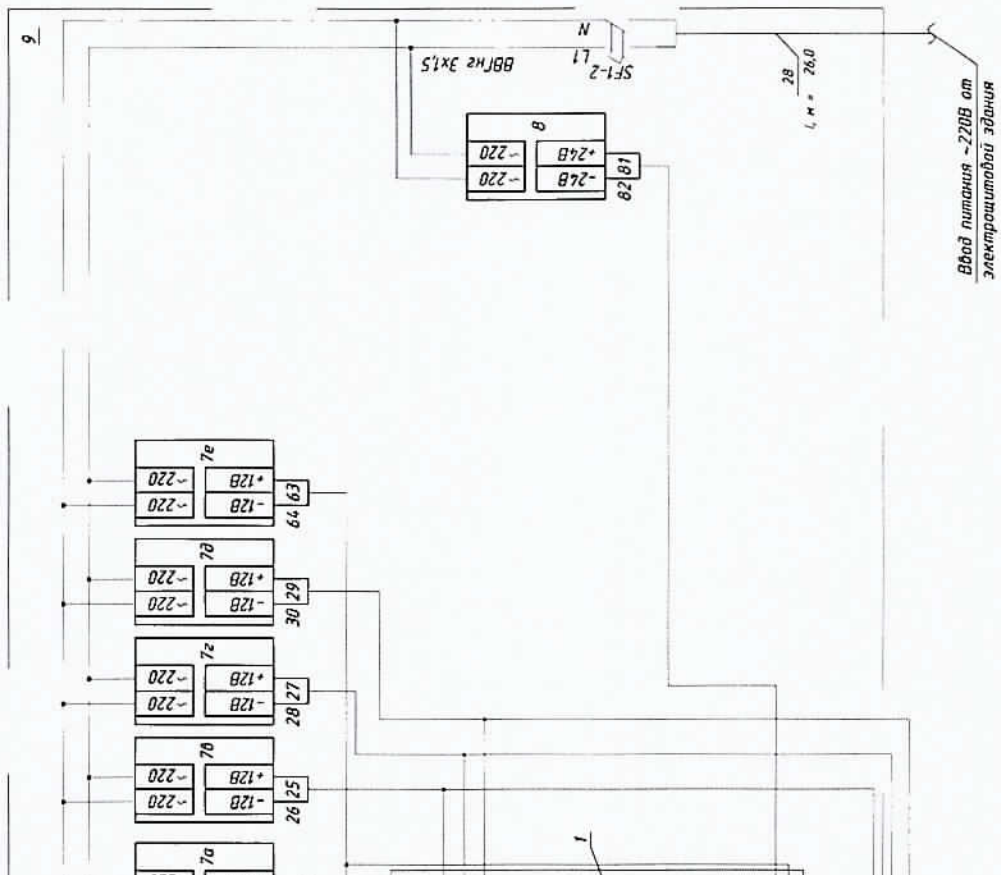 9
N
L1
SF1-2
ВВГнг 3х1,5
28
l, м = 26,0
Ввод питания ~220В от
электрощитовой здания
8
~220 +24В 81
~220 -24В 82
7е
~220 +12В 63
~220 -12В 64
7д
~220 +12В 29
~220 -12В 30
7г
~220 +12В 27
~220 -12В 28
7в
~220 +12В 25
~220 -12В 26
7а
1